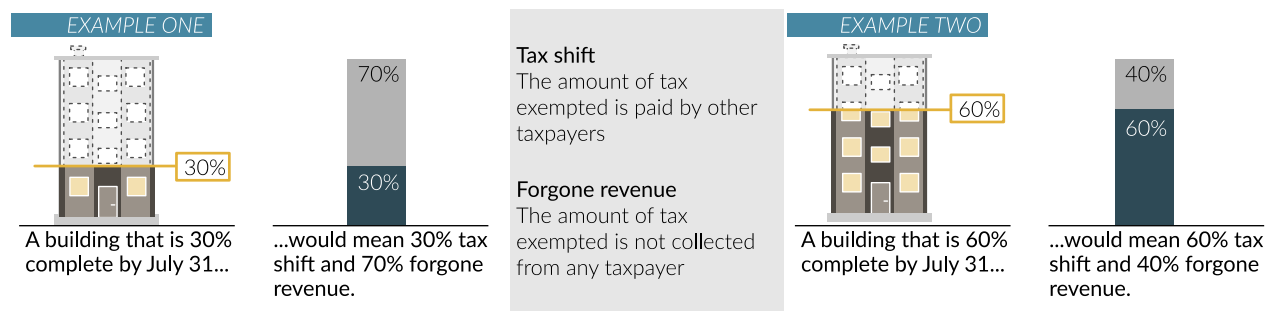 EXAMPLE ONE
30%
A building that is 30%
complete by July 31...
70%
30%
...would mean 30% tax
shift and 70% forgone
revenue.
Tax shift
The amount of tax
exempted is paid by other
taxpayers
Forgone revenue
The amount of tax
exempted is not collected
from any taxpayer
EXAMPLE TWO
60%
A building that is 60%
complete by July 31...
40%
60%
...would mean 60% tax
shift and 40% forgone
revenue.